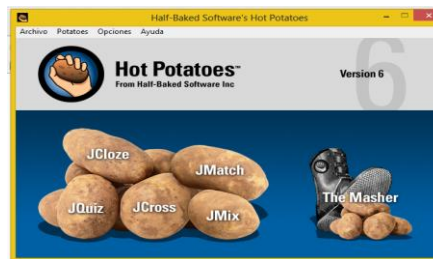 Half-Baked Software's Hot Potatoes
Archivo Potatoes Opciones Ayuda
Hot Potatoes™
From Half-Baked Software Inc
Version 6
6
JCloze
JMatch
JQuiz
JCross
JMix
The Masher